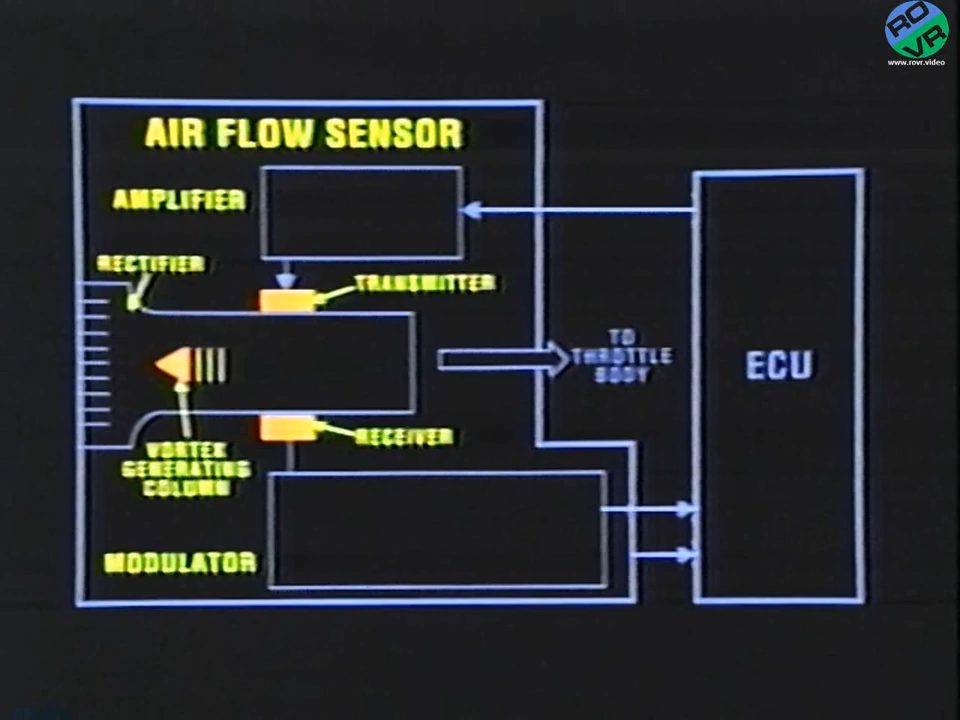 RO
VR
www.rovr.video
AIR FLOW SENSOR
AMPLIFIER
RECTIFIER
TRANSMITTER
TO
THROTTLE
BODY
ECU
RECEIVER
VORTEX
GENERATING
COLUMN
MODULATOR